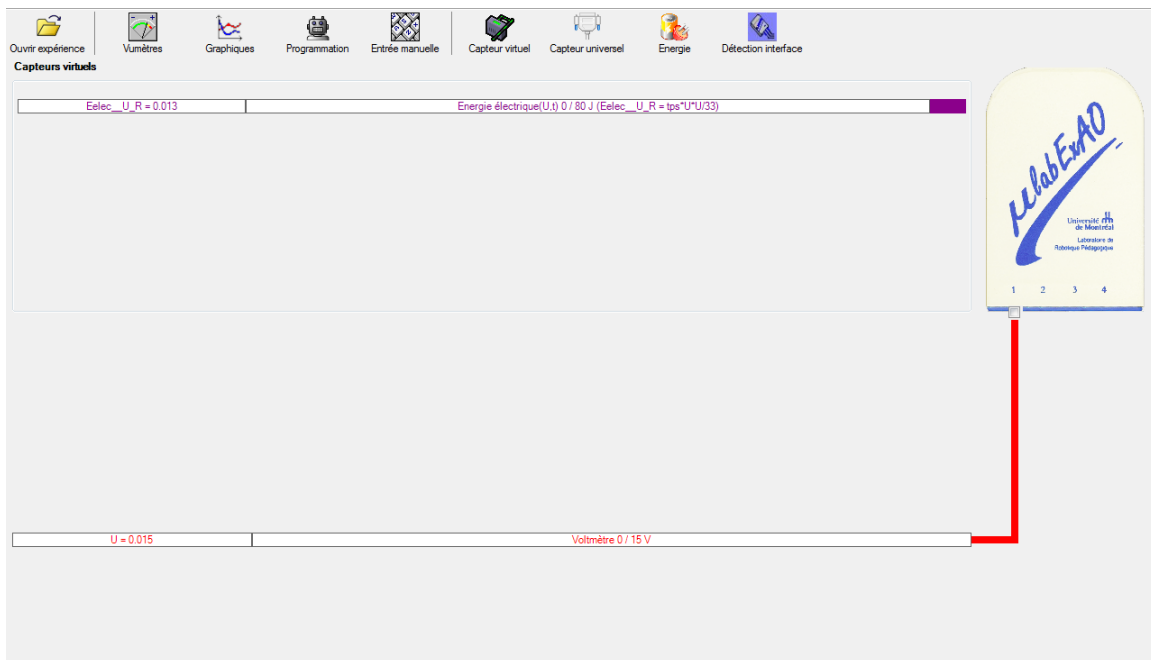 Ouvrir expérience Vumètres Graphiques Programmation Entrée manuelle Capteur virtuel Capteur universel Energie Détection interface
Capteurs virtuels
Eelec__U_R = 0.013 Energie électrique(U,t) 0 / 80 J (Eelec__U_R = tps*U*U/33)
µlabExAO
Université
de Montréal
Laboratoire de
Robotique Pédagogique
1 2 3 4
U = 0.015 Voltmètre 0 / 15 V